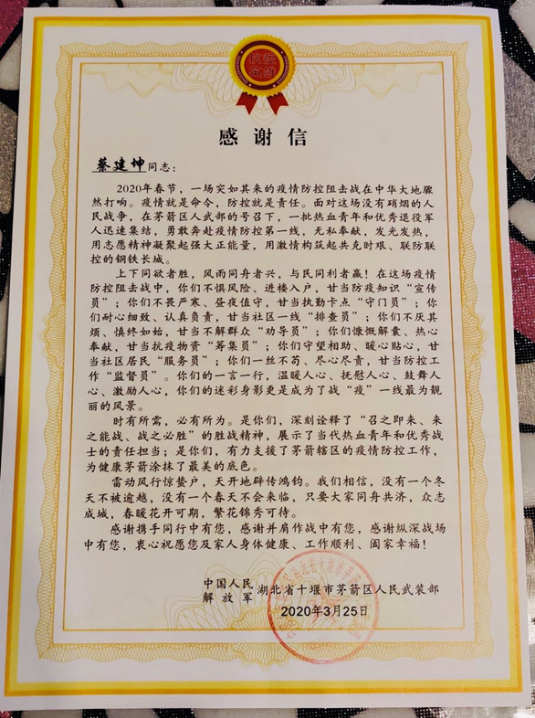 感谢信
蔡建坤同志：
2020年春节，一场突如其来的疫情防控阻击战在中华大地骤
然打响。疫情就是命令，防控就是责任。面对这场没有硝烟的人
民战争，在茅箭区人武部的号召下，一批热血青年和优秀退役军
人迅速集结，勇敢奔赴疫情防控第一线，无私奉献，发光发热，
用志愿精神凝聚起强大正能量，用激情构筑起共克时艰、联防联
控的钢铁长城。
上下同欲者胜，风雨同舟者兴，与民同利者赢！在这场疫情
防控阻击战中，你们不惧风险、进楼入户，甘当防疫知识“宣传
员”；你们不畏严寒、昼夜值守，甘当执勤卡点“守门员”；你们
耐心细致、认真负责，甘当社区一线“排查员”；你们不厌其
烦、慎终如始，甘当不解群众“劝导员”；你们慷慨解囊、热心
奉献，甘当抗疫物资“筹集员”；你们守望相助、暖心贴心，甘
当社区居民“服务员”；你们一丝不苟、尽心尽责，甘当防控工
作“监督员”。你们的一言一行，温暖人心、抚慰人心、鼓舞人
心、激励人心，你们的迷彩身影更是成为了战“疫”一线最为靓
丽的风景。
时有所需，必有所为。是你们，深刻诠释了“召之即来、来
之能战、战之必胜”的胜战精神，展示了当代热血青年和优秀战
士的责任担当；是你们，有力支援了茅箭辖区的疫情防控工作，
为健康茅箭涂抹了最美的底色。
雷动风行惊蛰户，天开地辟传鸿钧。我们相信，没有一个冬
天不被逾越，没有一个春天不会来临，只要大家同舟共济，众志
成城，春暖花开可期，繁花锦秀可待。
感谢携手同行中有您，感谢并肩作战中有您，感谢纵深战场
中有您，衷心祝愿您及家人身体健康、工作顺利、阖家幸福！
中国人民
解放军 湖北省十堰市茅箭区人民武装部
2020年3月25日